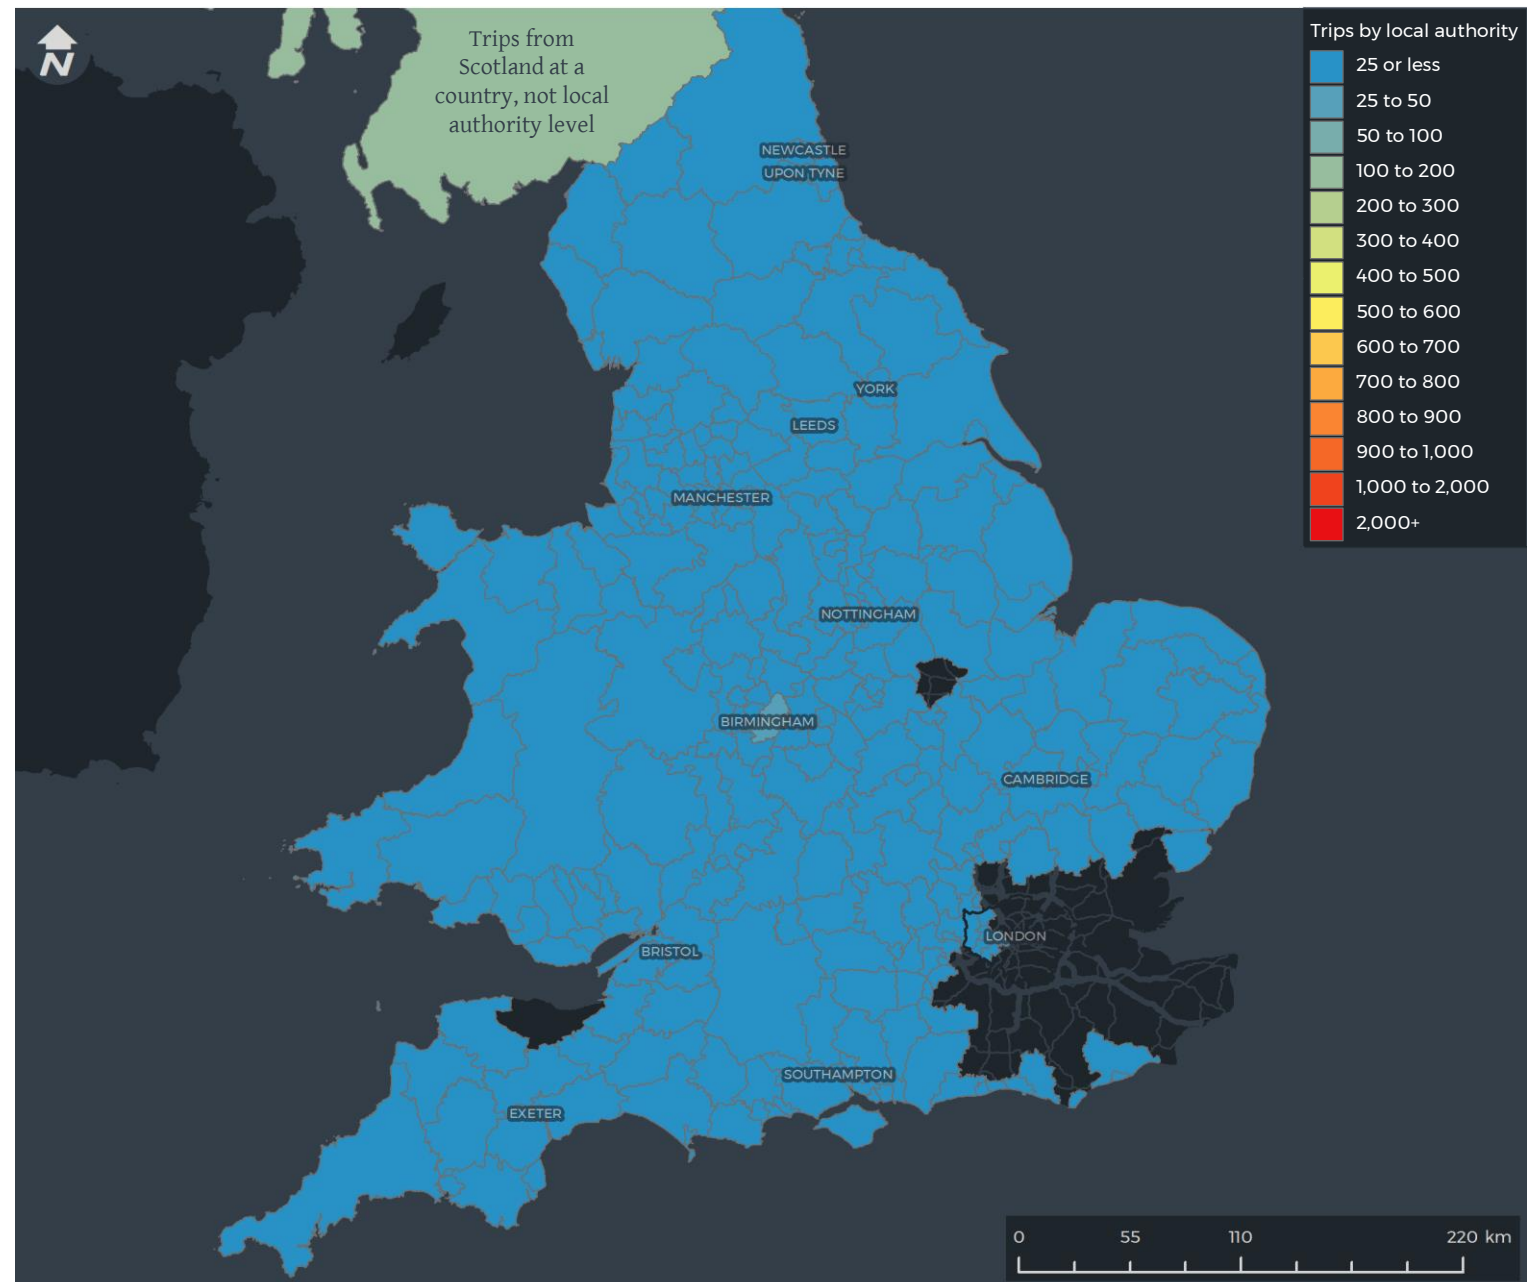 N
Trips from
Scotland at a
country, not local
authority level
Trips by local authority
25 or less
25 to 50
50 to 100
100 to 200
200 to 300
300 to 400
400 to 500
500 to 600
600 to 700
700 to 800
800 to 900
900 to 1,000
1,000 to 2,000
2,000+
NEWCASTLE
UPON TYNE
YORK
LEEDS
MANCHESTER
NOTTINGHAM
BIRMINGHAM
CAMBRIDGE
LONDON
BRISTOL
SOUTHAMPTON
EXETER
0 55 110 220 km